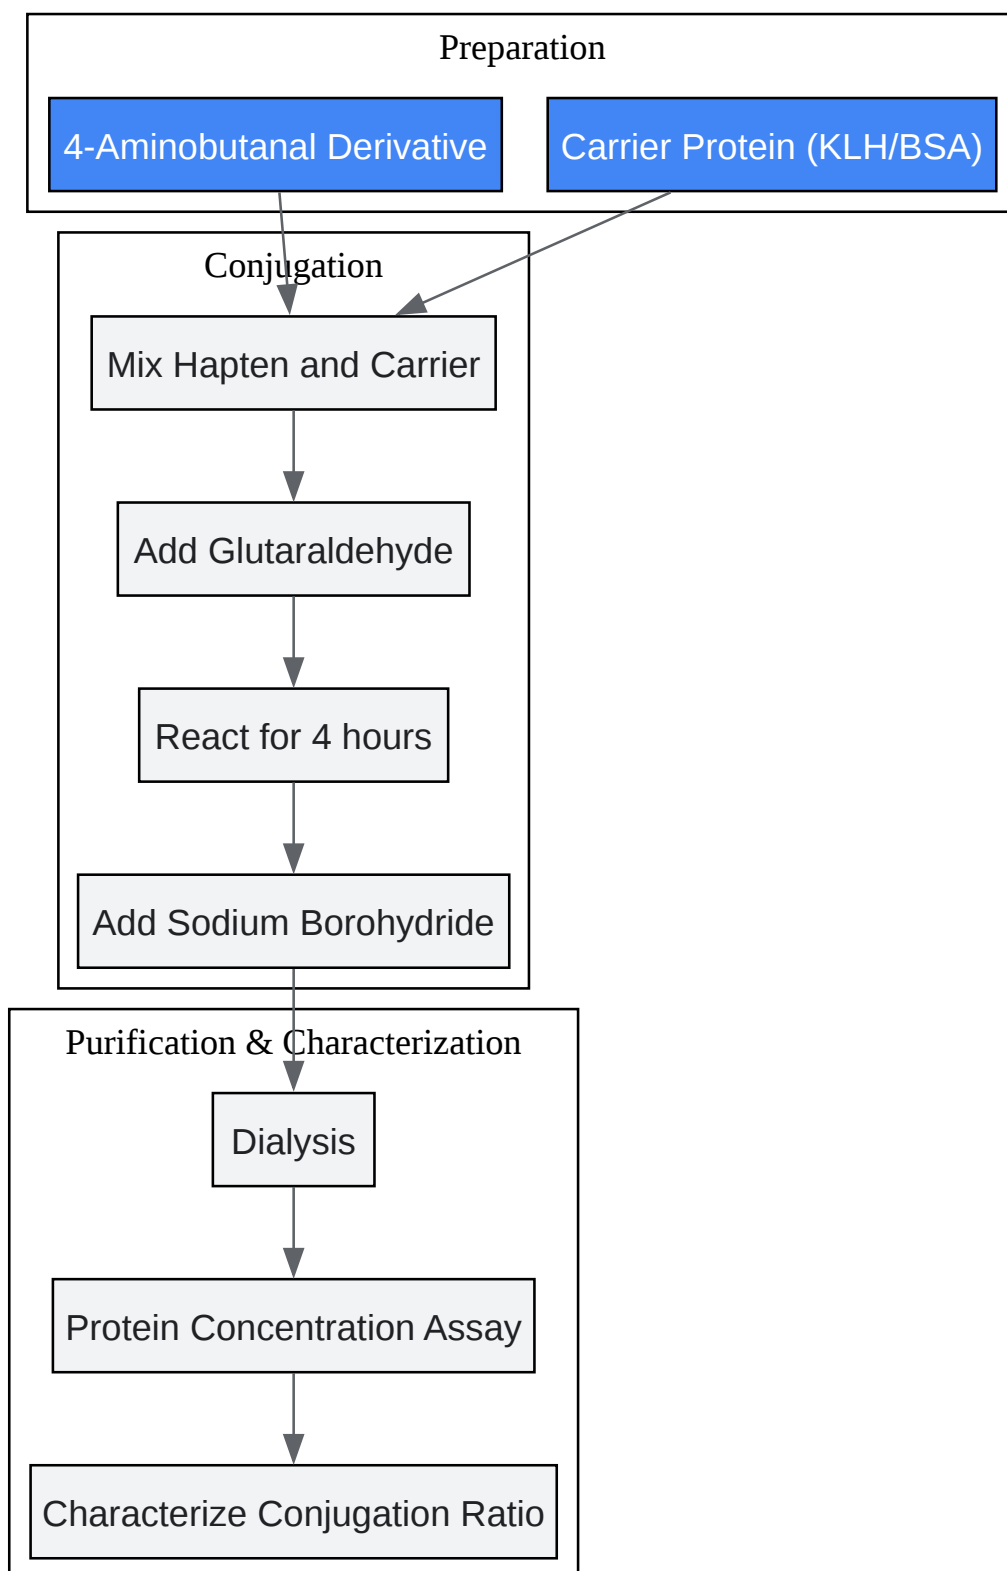 Preparation
4-Aminobutanal Derivative
Carrier Protein (KLH/BSA)
Conjugation
Mix Hapten and Carrier
Add Glutaraldehyde
React for 4 hours
Add Sodium Borohydride
Purification & Characterization
Dialysis
Protein Concentration Assay
Characterize Conjugation Ratio